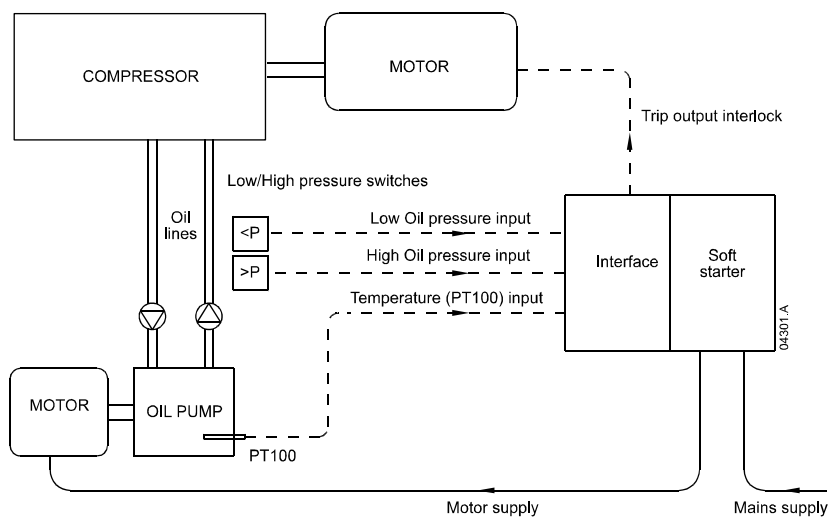 COMPRESSOR
MOTOR
Trip output interlock
Low/High pressure switches
Oil
lines
<P
Low Oil pressure input
>P
High Oil pressure input
Temperature (PT100) input
Interface
Soft
starter
04301.A
MOTOR
OIL PUMP
PT100
Motor supply
Mains supply